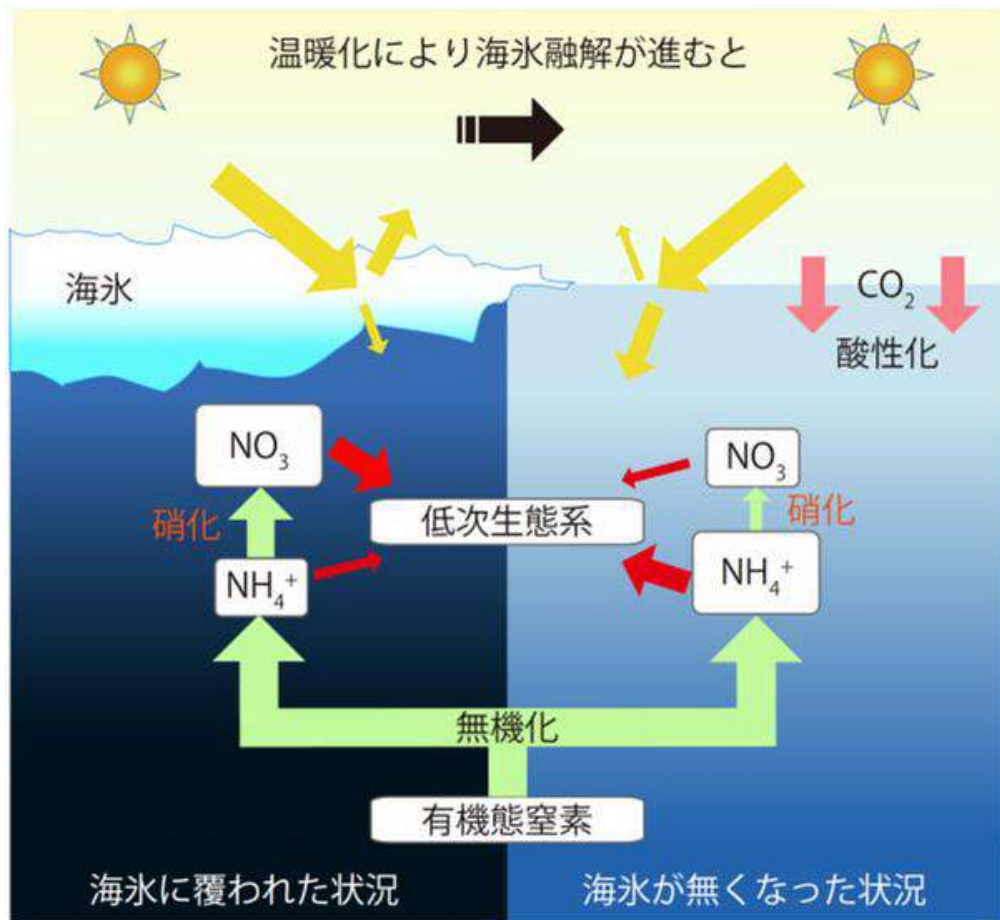 温暖化により海氷融解が進むと
海氷
CO₂
酸性化
NO₃
NO₃
硝化
硝化
低次生態系
NH₄⁺
NH₄⁺
無機化
有機態窒素
海氷に覆われた状況
海氷が無くなった状況